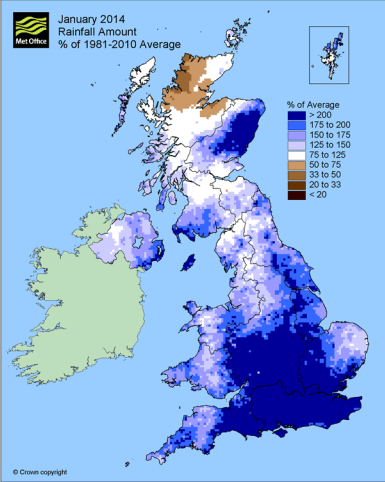 January 2014
Rainfall Amount
% of 1981-2010 Average
Met Office
% of Average
> 200
175 to 200
150 to 175
125 to 150
75 to 125
50 to 75
33 to 50
20 to 33
< 20
© Crown copyright